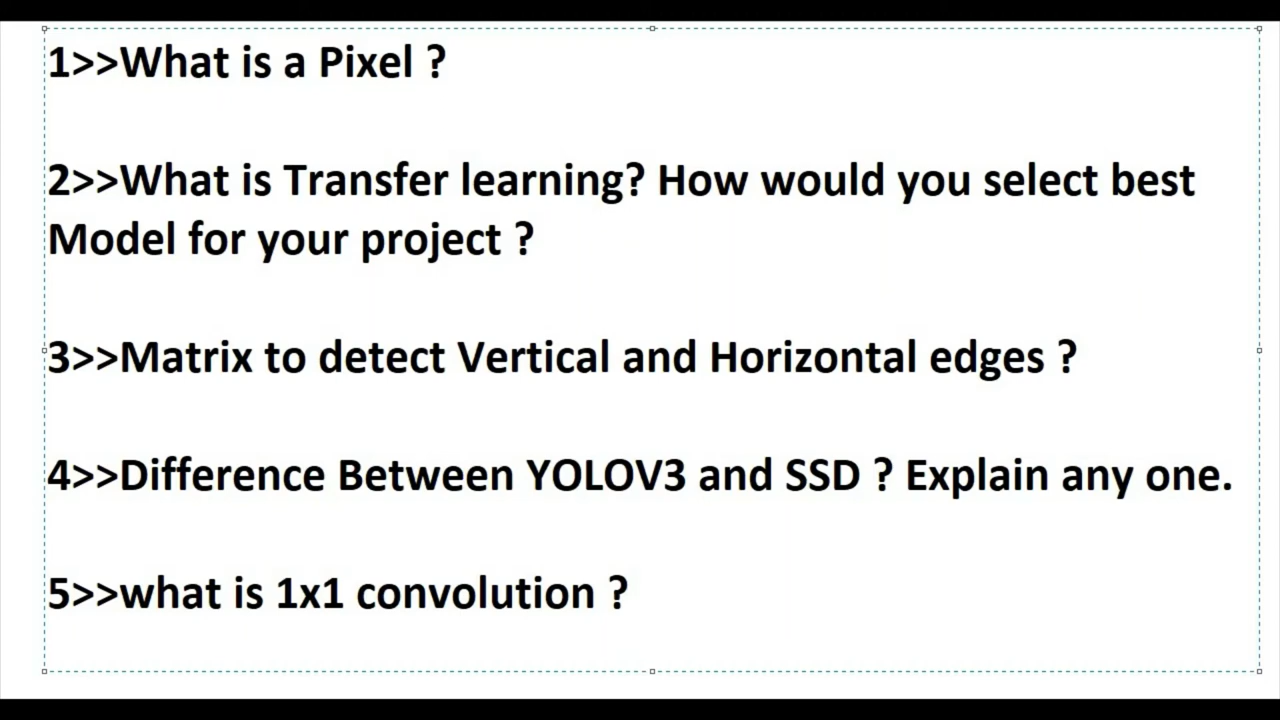 1>>What is a Pixel ?
2>>What is Transfer learning? How would you select best
Model for your project ?
3>>Matrix to detect Vertical and Horizontal edges ?
4>>Difference Between YOLOV3 and SSD ? Explain any one.
5>>what is 1x1 convolution ?